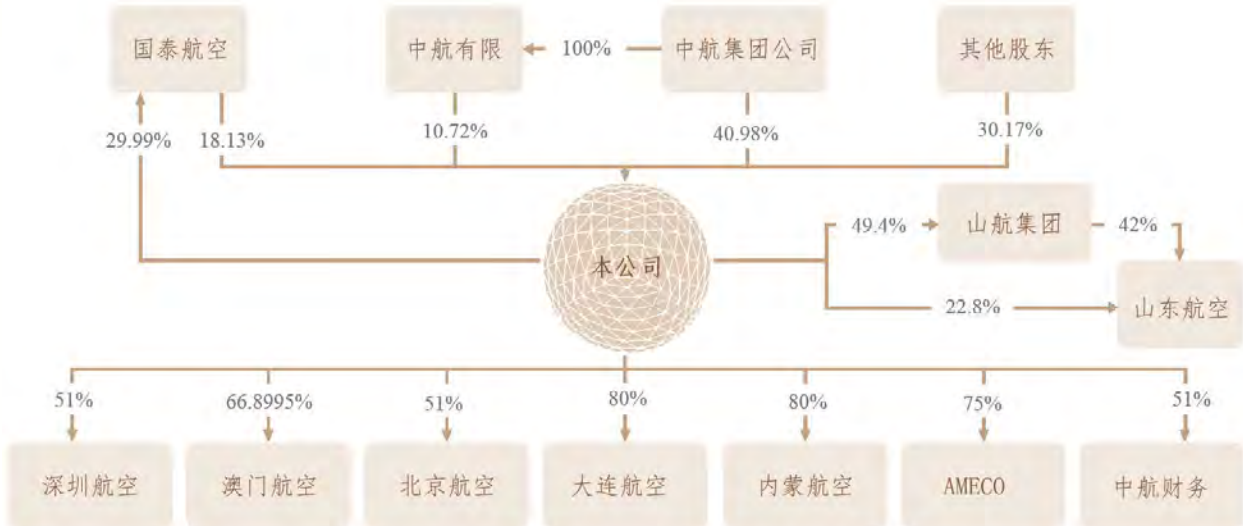 国泰航空
中航有限
100%
中航集团公司
其他股东
29.99%
18.13%
10.72%
40.98%
30.17%
本公司
49.4%
山航集团
42%
22.8%
山东航空
51%
66.8995%
51%
80%
80%
75%
51%
深圳航空
澳门航空
北京航空
大连航空
内蒙航空
AMECO
中航财务